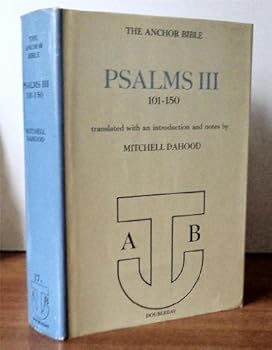 THE ANCHOR
BIBLE
PSALMS III
101-150
MITCHELL
DAHOOD
17.
A B
DOUBLEDAY
THE ANCHOR BIBLE
PSALMS III
101-150
translated with an introduction and notes by
MITCHELL DAHOOD
A B
DOUBLEDAY